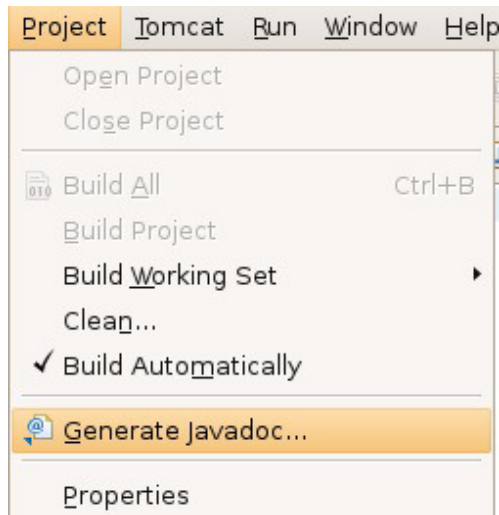 Project Tomcat Run Window Help
Open Project
Close Project
Build All Ctrl+B
Build Project
Build Working Set
Clean...
Build Automatically
Generate Javadoc...
Properties